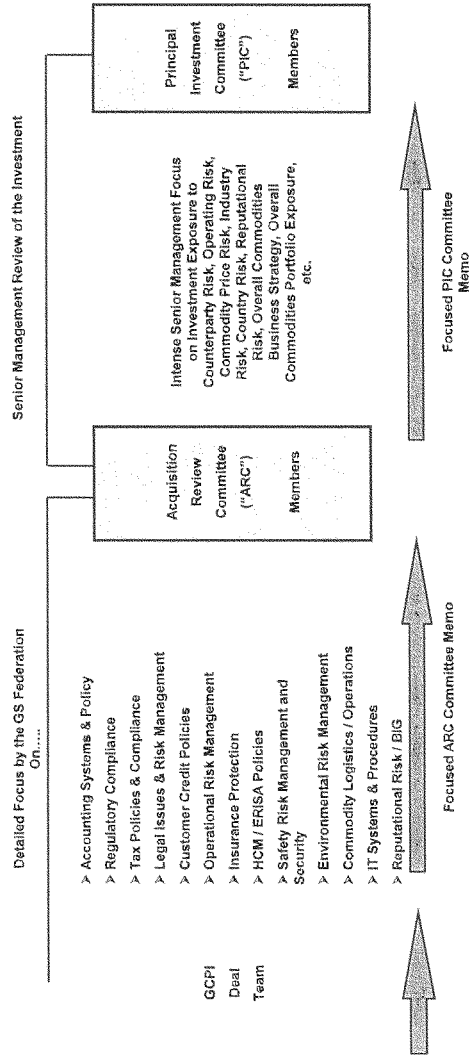 Detailed Focus by the GS Federation
On.....
GCPI
Deal
Team
➢ Accounting Systems & Policy
➢ Regulatory Compliance
➢ Tax Policies & Compliance
➢ Legal Issues & Risk Management
➢ Customer Credit Policies
➢ Operational Risk Management
➢ Insurance Protection
➢ HCM / ERISA Policies
➢ Safety Risk Management and
Security
➢ Environmental Risk Management
➢ Commodity Logistics / Operations
➢ IT Systems & Procedures
➢ Reputational Risk / BIG
Focused ARC Committee Memo
Acquisition
Review
Committee
("ARC")
Members
Senior Management Review of the Investment
Intense Senior Management Focus
on Investment Exposure to
Counterparty Risk, Operating Risk,
Commodity Price Risk, Industry
Risk, Country Risk, Reputational
Risk, Overall Commodities
Business Strategy, Overall
Commodities Portfolio Exposure,
etc.
Focused PIC Committee
Memo
Principal
Investment
Committee
("PIC")
Members